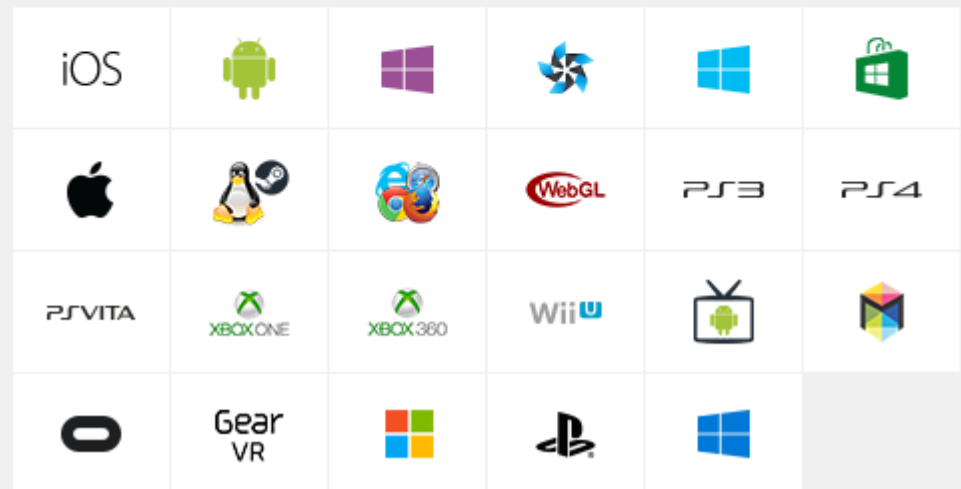 iOS
WebGL
PS3
PS4
PSVITA
XBOX ONE
XBOX 360
Wii U
Gear
VR